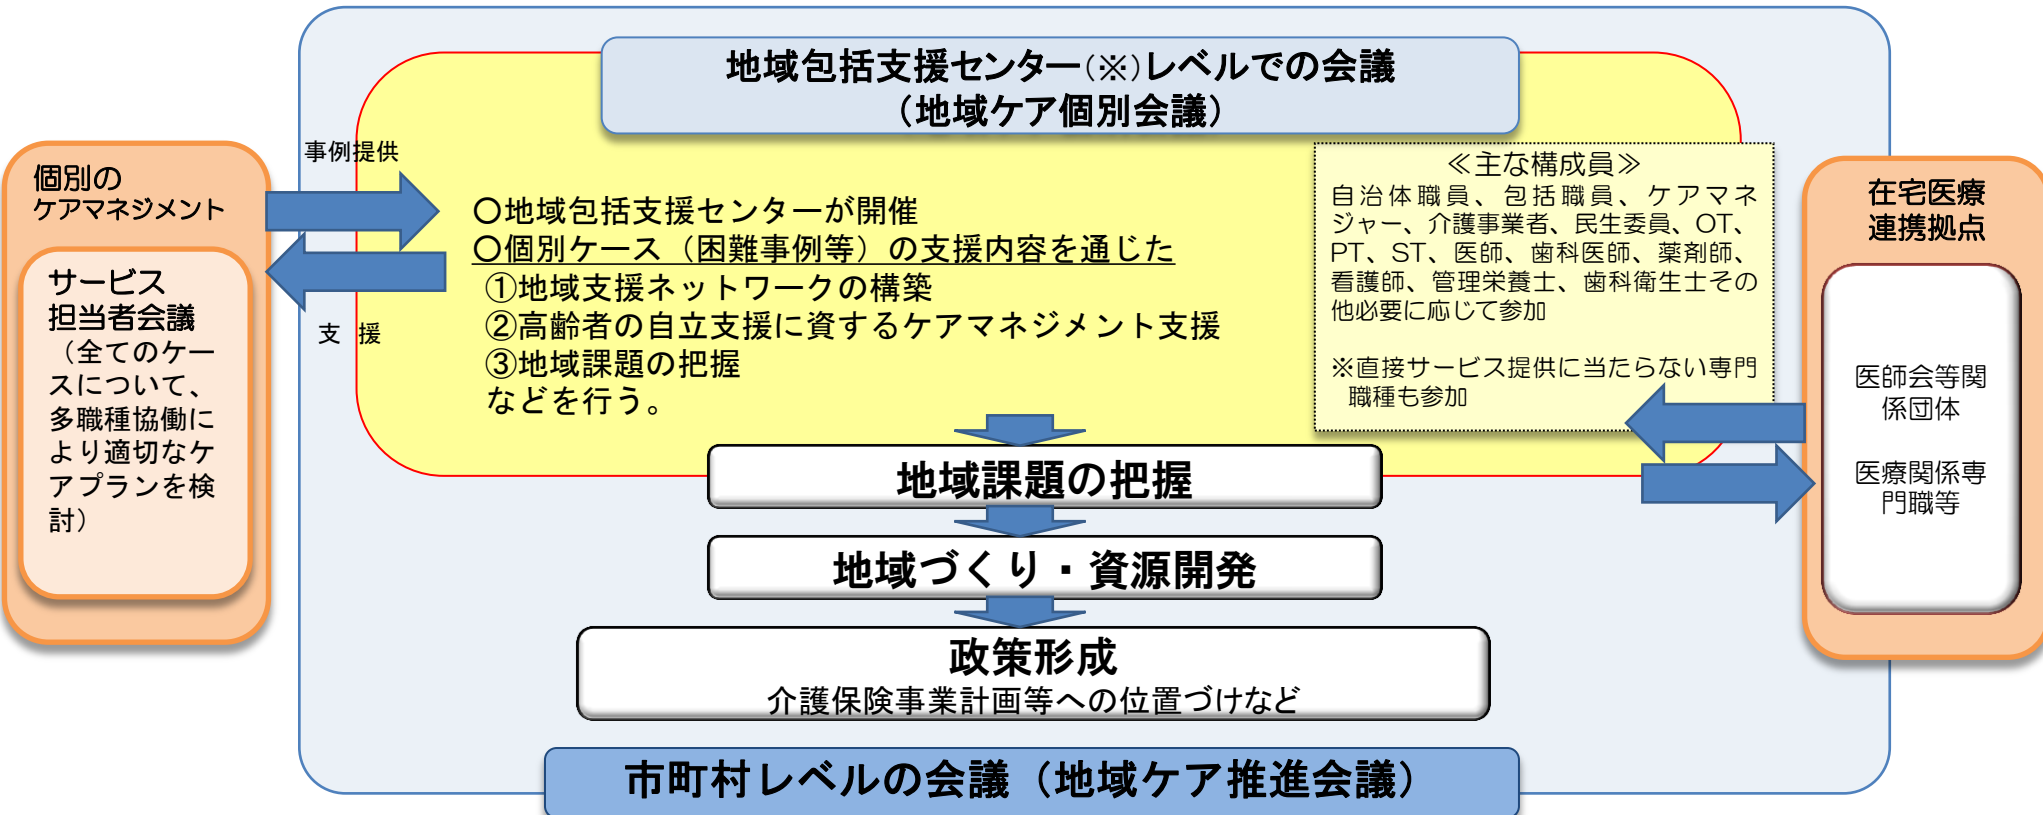 地域包括支援センター(※)レベルでの会議
（地域ケア個別会議）
事例提供
個別の
ケアマネジメント
サービス
担当者会議
（全てのケー
スについて、
多職種協働に
より適切なケ
アプランを検
討）
支 援
〇地域包括支援センターが開催
〇個別ケース（困難事例等）の支援内容を通じた
①地域支援ネットワークの構築
②高齢者の自立支援に資するケアマネジメント支援
③地域課題の把握
などを行う。
≪主な構成員≫
自治体職員、包括職員、ケアマネ
ジャー、介護事業者、民生委員、OT、
PT、ST、医師、歯科医師、薬剤師、
看護師、管理栄養士、歯科衛生士その
他必要に応じて参加
※直接サービス提供に当たらない専門
職種も参加
在宅医療
連携拠点
医師会等関
係団体
医療関係専
門職等
地域課題の把握
地域づくり・資源開発
政策形成
介護保険事業計画等への位置づけなど
市町村レベルの会議（地域ケア推進会議）